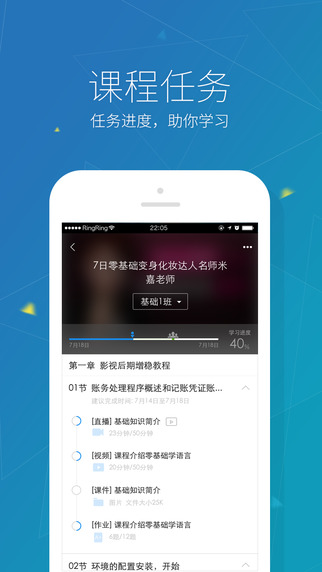 课程任务
任务进度，助你学习
RingRing
22:05
7日零基础变身化妆达人名师米
嘉老师
基础1班
7月18日
7月18日
学习进度
40%
第一章 影视后期增稳教程
01节 账务处理程序概述和记账凭证账...
建议完成时间: 7月14日至7月18日
[直播] 基础知识简介
23分钟/50分钟
[视频] 课程介绍零基础学语言
20分钟/50分钟
[课件] 基础知识简介
图片 文件大小25K
[作业] 课程介绍零基础学语言
6题/12题
02节 环境的配置安装，开始